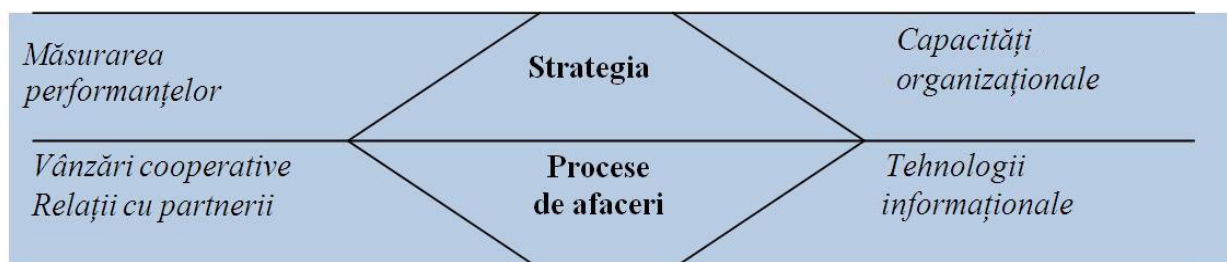 Măsurarea
performanțelor
Strategia
Capacități
organizaționale
Vânzări cooperative
Relații cu partnerii
Procese
de afaceri
Tehnologii
informaționale